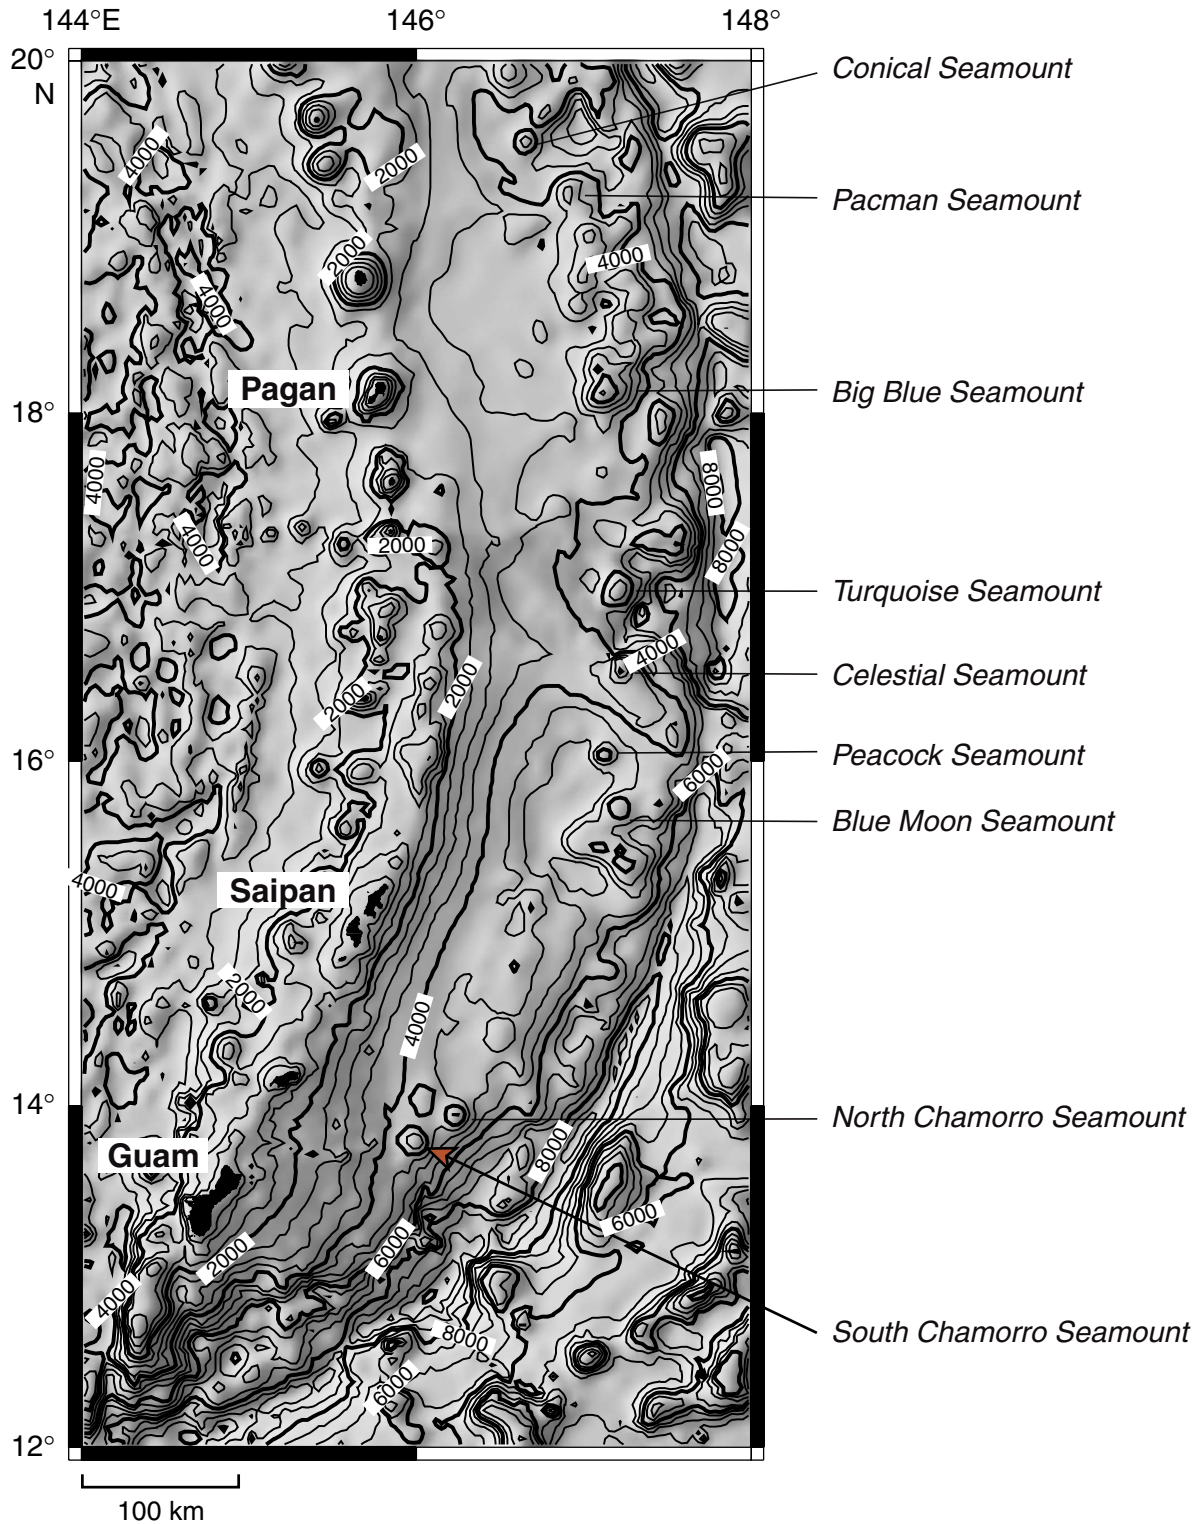 144°E 146° 148°
20°
N
Conical Seamount
4000
2000
Pacman Seamount
2000
4000
4000
Pagan
Big Blue Seamount
18°
4000
8000
4000
2000
8000
Turquoise Seamount
4000
2000
2000
Celestial Seamount
16°
Peacock Seamount
6000
Blue Moon Seamount
4000
Saipan
2000
4000
14°
North Chamorro Seamount
Guam
8000
6000
2000
6000
4000
8000
South Chamorro Seamount
6000
12°
100 km